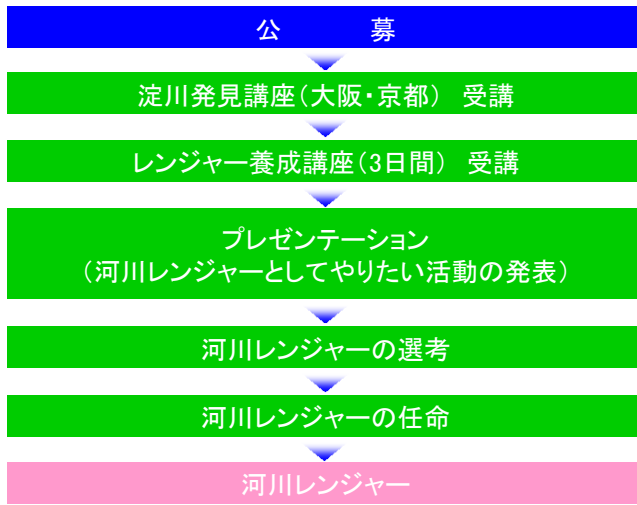 公　　　募
淀川発見講座（大阪・京都）　受講
レンジャー養成講座（3日間）　受講
プレゼンテーション
（河川レンジャーとしてやりたい活動の発表）
河川レンジャーの選考
河川レンジャーの任命
河川レンジャー